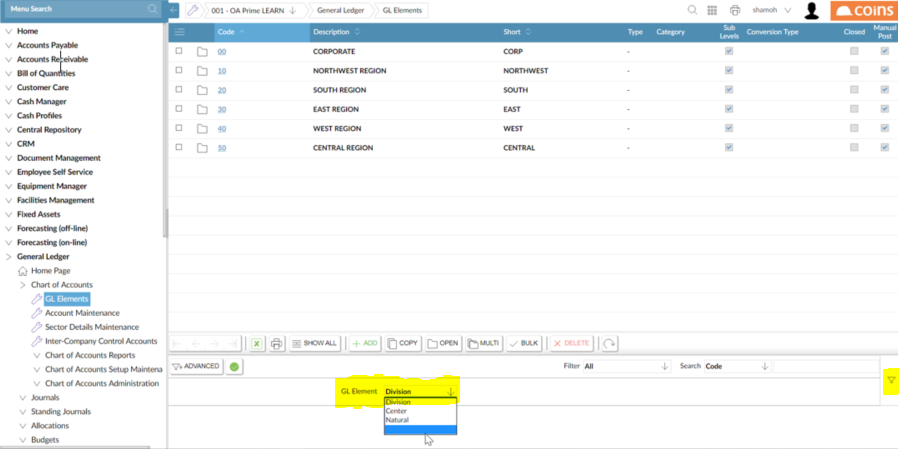 Menu Search
001 - OA Prime LEARN
General Ledger
GL Elements
shamoh
coins
Home
Accounts Payable
Accounts Receivable
Bill of Quantities
Customer Care
Cash Manager
Cash Profiles
Central Repository
CRM
Document Management
Employee Self Service
Equipment Manager
Facilities Management
Fixed Assets
Forecasting (off-line)
Forecasting (on-line)
General Ledger
Home Page
Chart of Accounts
GL Elements
Account Maintenance
Sector Details Maintenance
Inter-Company Control Accounts
Chart of Accounts Reports
Chart of Accounts Setup Maintena
Chart of Accounts Administration
Journals
Standing Journals
Allocations
Budgets
Code Description Short Type Category Sub Levels Conversion Type Closed Manual Post
00 CORPORATE CORP -
10 NORTHWEST REGION NORTHWEST -
20 SOUTH REGION SOUTH -
30 EAST REGION EAST -
40 WEST REGION WEST -
50 CENTRAL REGION CENTRAL -
SHOW ALL ADD COPY OPEN MULTI BULK DELETE
ADVANCED Filter All Search Code
GL Element Division
Division
Center
Natural